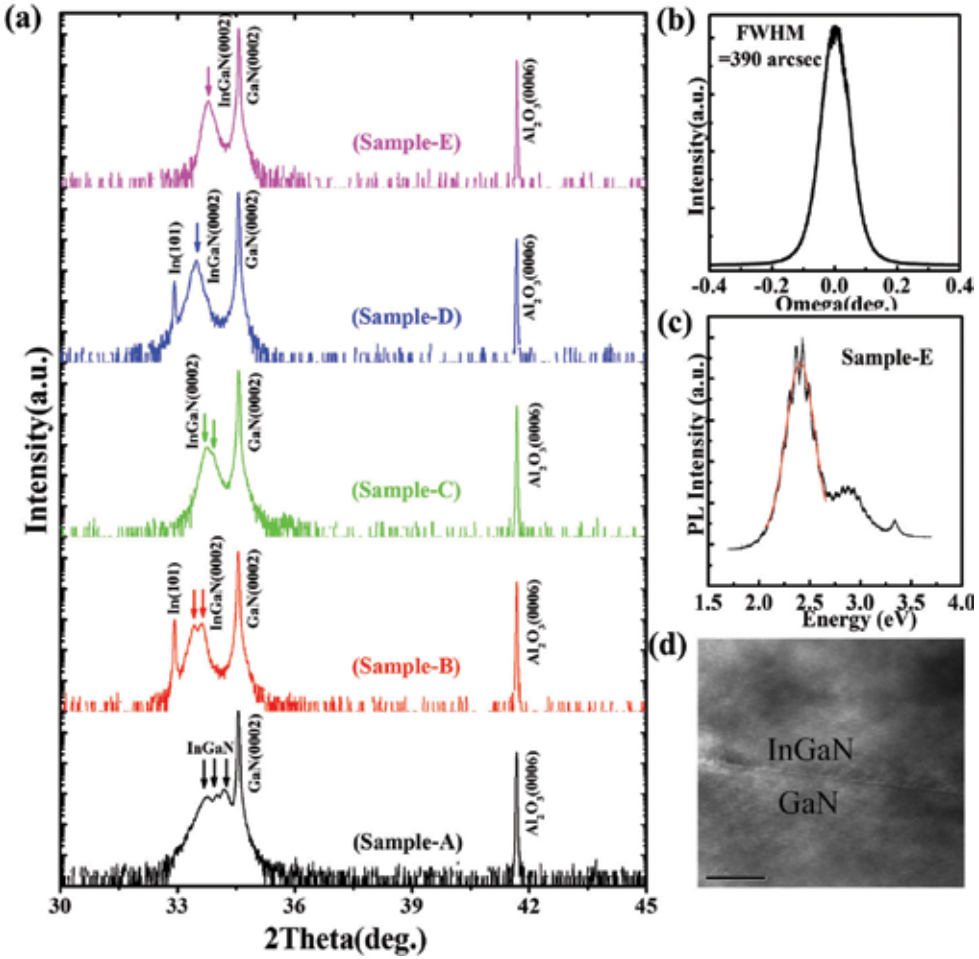 (a)
Intensity(a.u.)
InGaN(0002)
GaN(0002)
Al₂O₃(0006)
(Sample-E)
In(101)
InGaN(0002)
GaN(0002)
Al₂O₃(0006)
(Sample-D)
InGaN(0002)
GaN(0002)
Al₂O₃(0006)
(Sample-C)
In(101)
InGaN(0002)
GaN(0002)
Al₂O₃(0006)
(Sample-B)
InGaN
GaN(0002)
Al₂O₃(0006)
(Sample-A)
30 33 36 39 42 45
2Theta(deg.)
(b)
FWHM
=390 arcsec
Intensity(a.u.)
-0.4 -0.2 0.0 0.2 0.4
Omega(deg.)
(c)
Sample-E
PL Intensity (a.u.)
1.5 2.0 2.5 3.0 3.5 4.0
Energy (eV)
(d)
InGaN
GaN